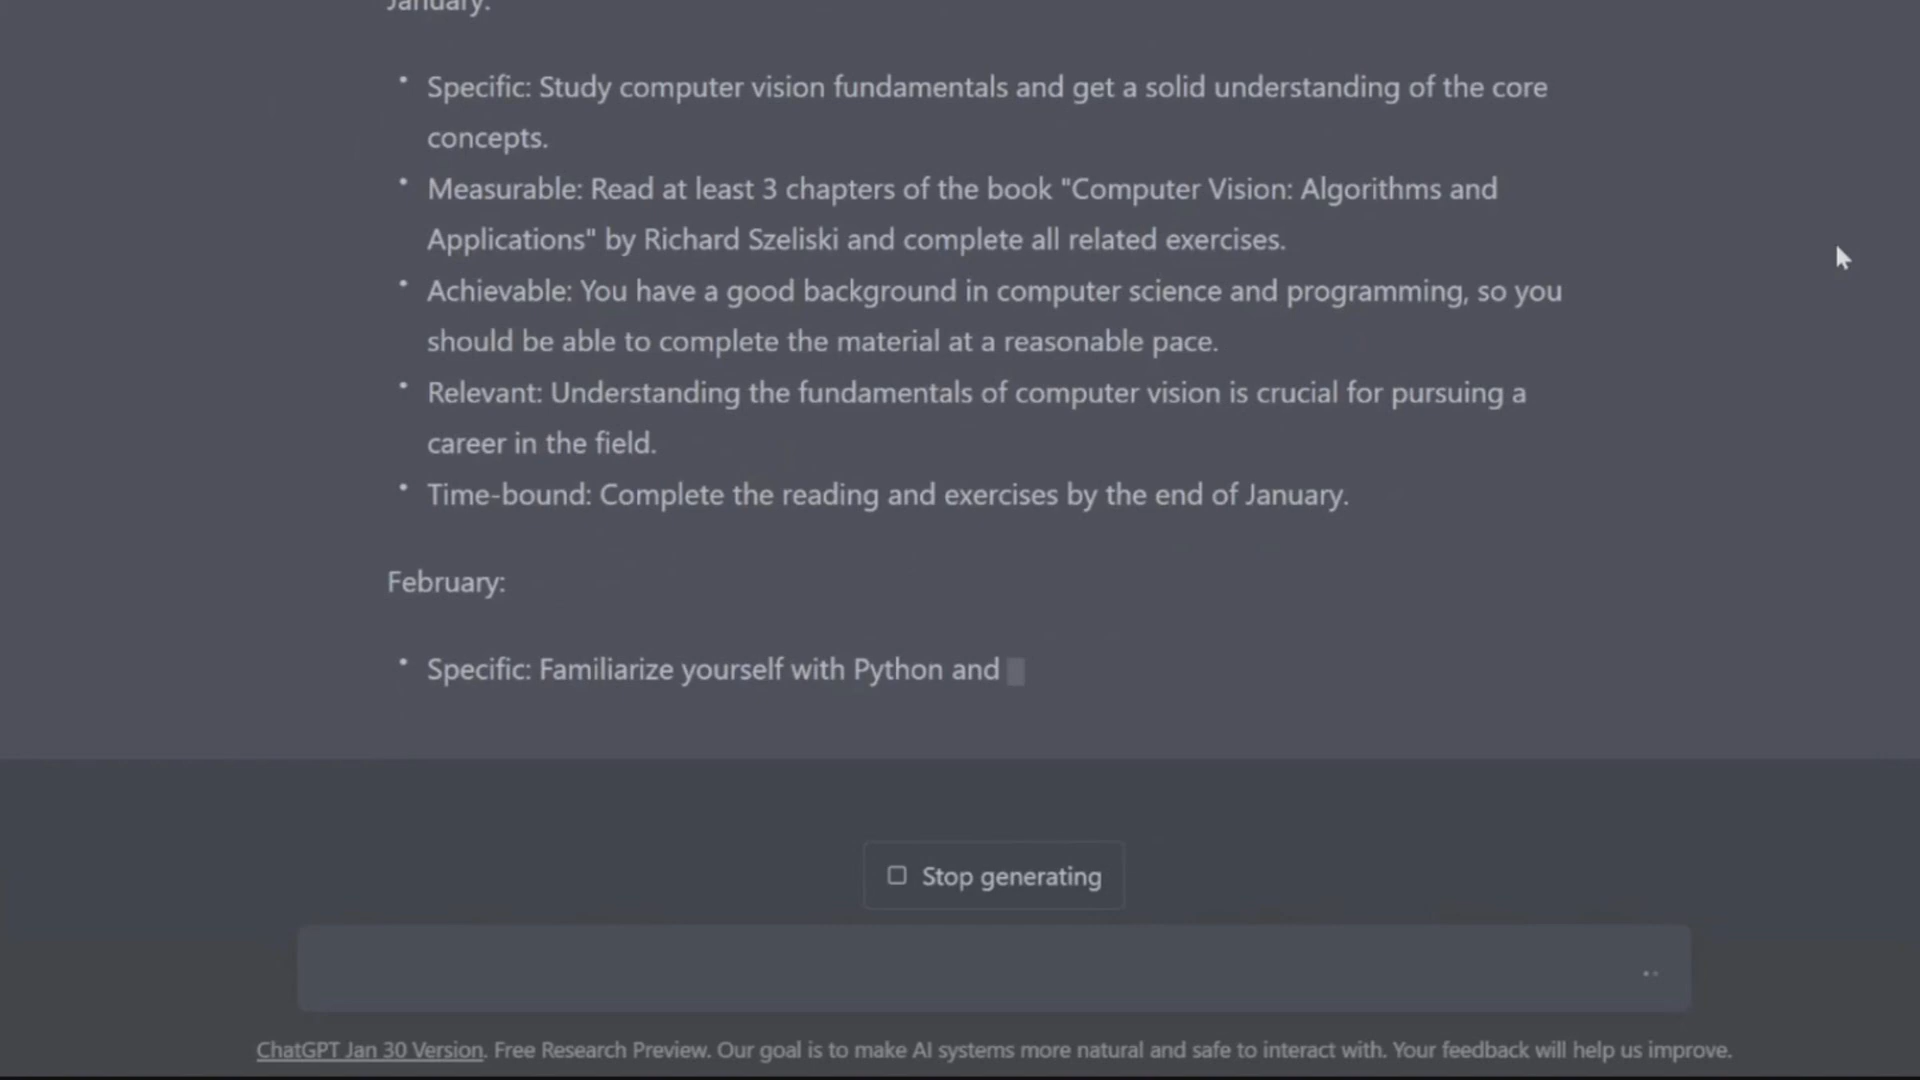 January:
• Specific: Study computer vision fundamentals and get a solid understanding of the core
concepts.
• Measurable: Read at least 3 chapters of the book "Computer Vision: Algorithms and
Applications" by Richard Szeliski and complete all related exercises.
• Achievable: You have a good background in computer science and programming, so you
should be able to complete the material at a reasonable pace.
• Relevant: Understanding the fundamentals of computer vision is crucial for pursuing a
career in the field.
• Time-bound: Complete the reading and exercises by the end of January.
February:
• Specific: Familiarize yourself with Python and
Stop generating
ChatGPT Jan 30 Version. Free Research Preview. Our goal is to make AI systems more natural and safe to interact with. Your feedback will help us improve.